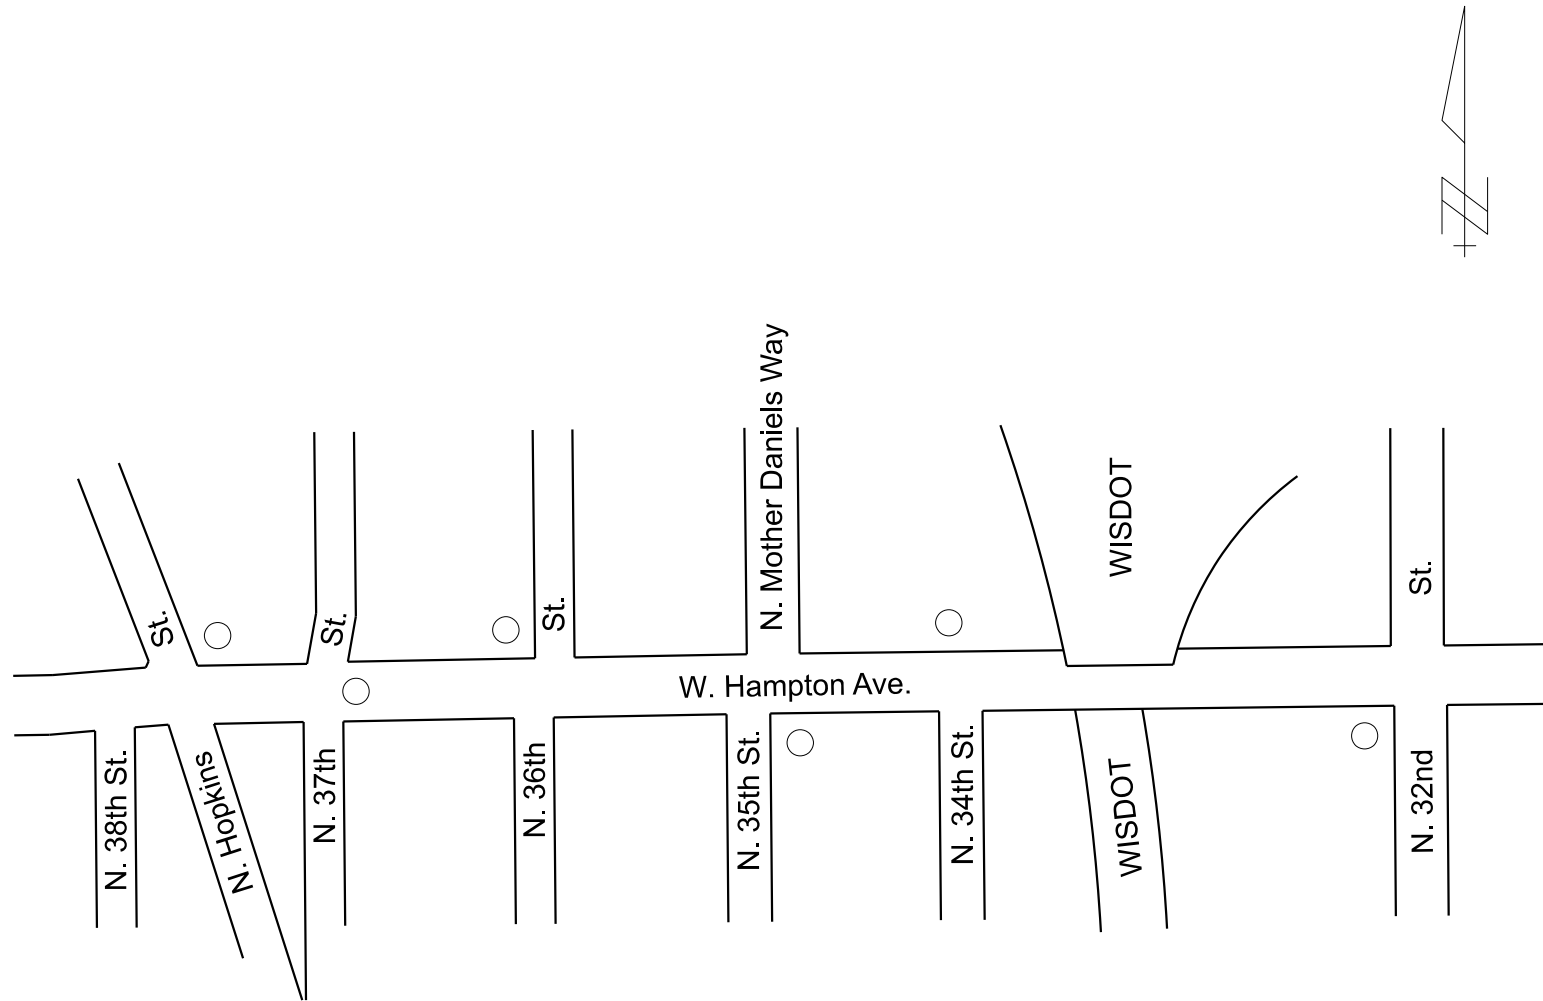 N
N. Mother Daniels Way
WISDOT
St.
St.
St.
St.
W. Hampton Ave.
N. 38th St.
N. Hopkins
N. 37th
N. 36th
N. 35th St.
N. 34th St.
WISDOT
N. 32nd